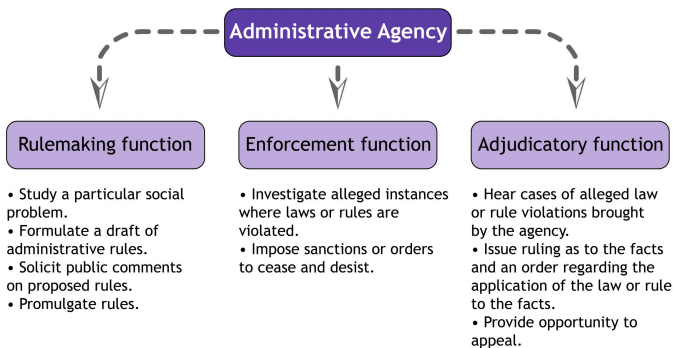 Administrative Agency
Rulemaking function
• Study a particular social
problem.
• Formulate a draft of
administrative rules.
• Solicit public comments
on proposed rules.
• Promulgate rules.
Enforcement function
• Investigate alleged instances
where laws or rules are
violated.
• Impose sanctions or orders
to cease and desist.
Adjudicatory function
• Hear cases of alleged law
or rule violations brought
by the agency.
• Issue ruling as to the facts
and an order regarding the
application of the law or rule
to the facts.
• Provide opportunity to
appeal.